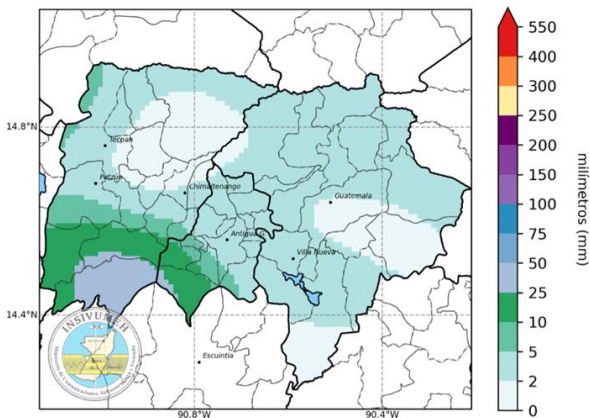 550
400
300
250
200
150
100
75
50
25
10
5
2
0
milímetros (mm)
14.8°N
14.4°N
90.8°W
90.4°W
Tecpan
Patzún
Chimaltenango
Guatemala
Antigua G.
Villa Nueva
Escuintla
INSIVUMEH